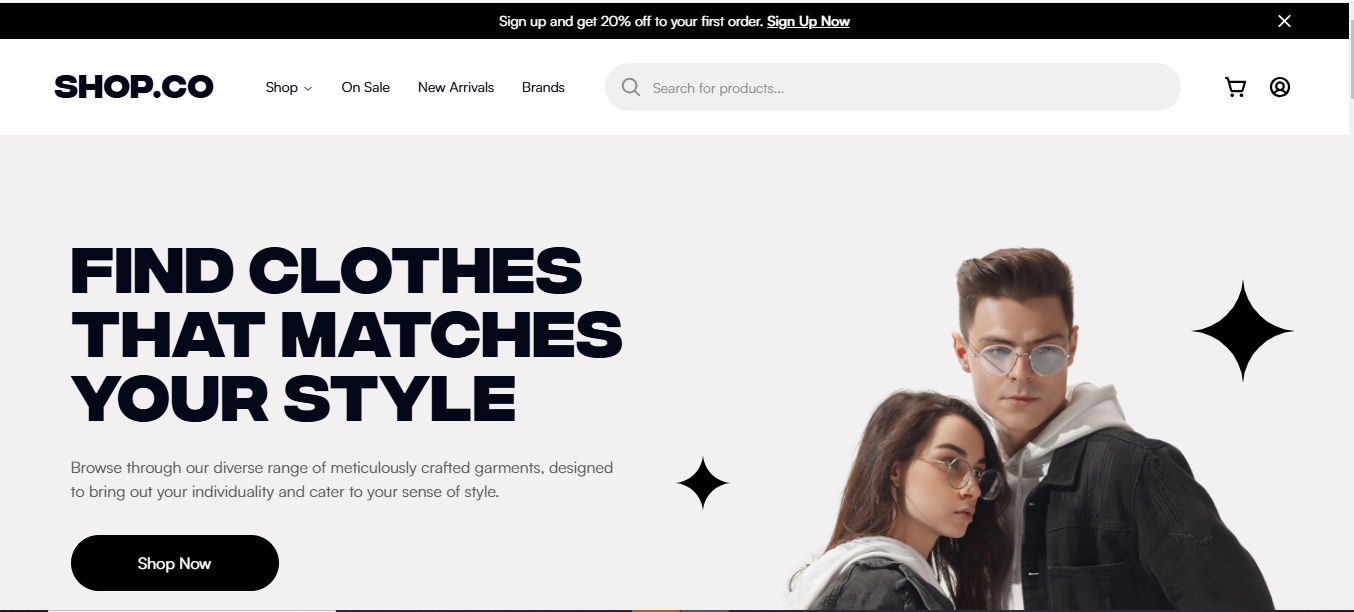 Sign up and get 20% off to your first order. Sign Up Now
SHOP.CO
Shop
On Sale
New Arrivals
Brands
Search for products...
FIND CLOTHES
THAT MATCHES
YOUR STYLE
Browse through our diverse range of meticulously crafted garments, designed
to bring out your individuality and cater to your sense of style.
Shop Now